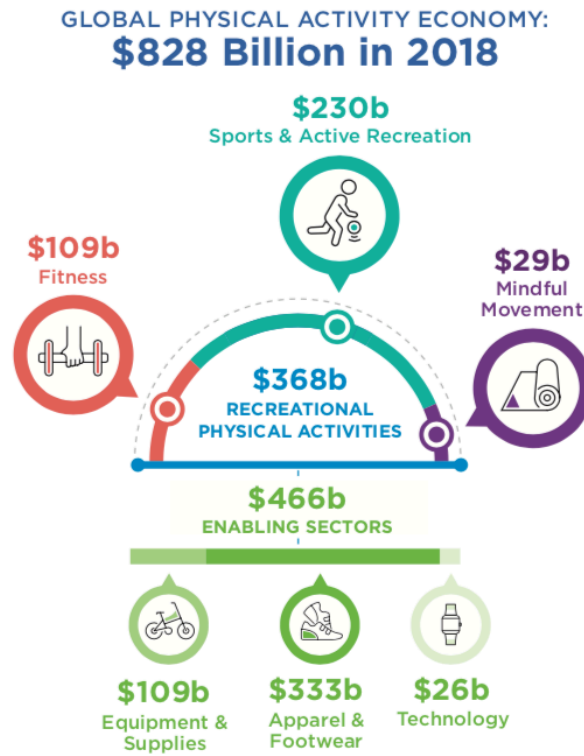 GLOBAL PHYSICAL ACTIVITY ECONOMY:
$828 Billion in 2018
$230b
Sports & Active Recreation
$109b
Fitness
$29b
Mindful
Movement
$368b
RECREATIONAL
PHYSICAL ACTIVITIES
$466b
ENABLING SECTORS
$109b
Equipment &
Supplies
$333b
Apparel &
Footwear
$26b
Technology